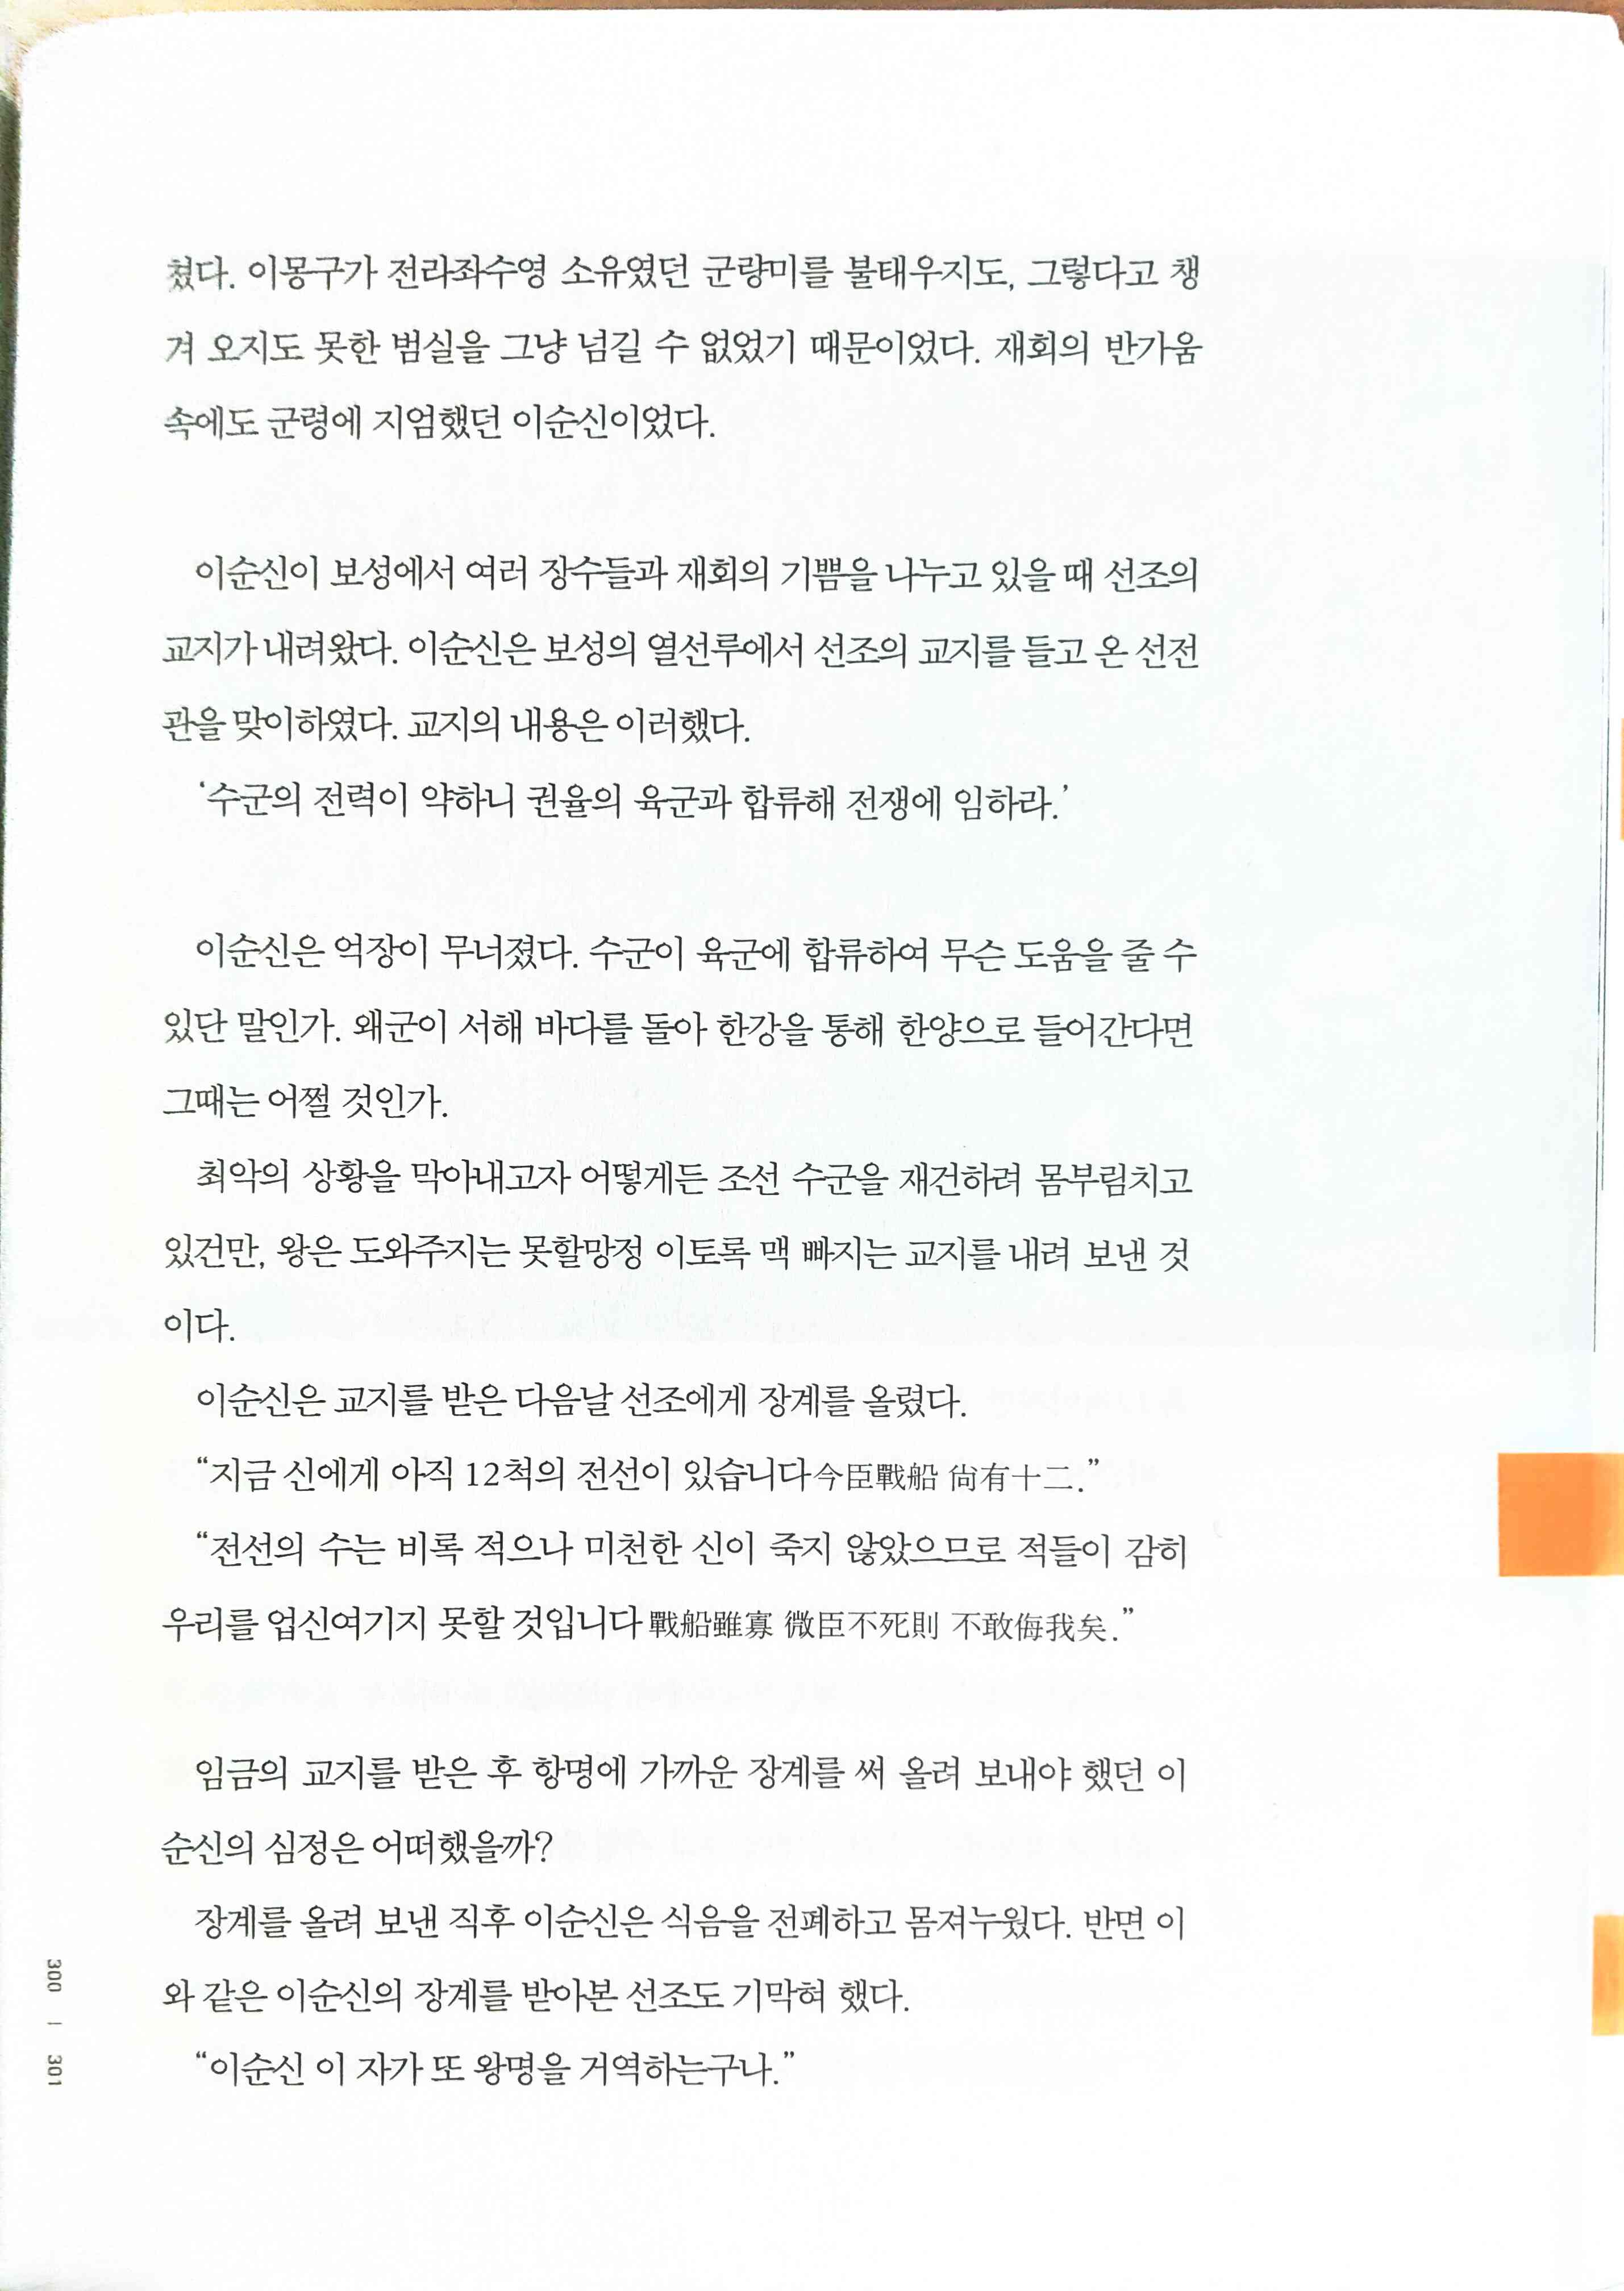 쳤다. 이몽구가 전라좌수영 소유였던 군량미를 불태우지도, 그렇다고 챙
겨 오지도 못한 범실을 그냥 넘길 수 없었기 때문이었다. 재회의 반가움
속에도 군령에 지엄했던 이순신이었다.
이순신이 보성에서 여러 장수들과 재회의 기쁨을 나누고 있을 때 선조의
교지가 내려왔다. 이순신은 보성의 열선루에서 선조의 교지를 들고 온 선전
관을 맞이하였다. 교지의 내용은 이러했다.
‘수군의 전력이 약하니 권율의 육군과 합류해 전쟁에 임하라.’
이순신은 억장이 무너졌다. 수군이 육군에 합류하여 무슨 도움을 줄 수
있단 말인가. 왜군이 서해 바다를 돌아 한강을 통해 한양으로 들어간다면
그때는 어쩔 것인가.
최악의 상황을 막아내고자 어떻게든 조선 수군을 재건하려 몸부림치고
있건만, 왕은 도와주지는 못할망정 이토록 맥 빠지는 교지를 내려 보낸 것
이다.
이순신은 교지를 받은 다음날 선조에게 장계를 올렸다.
“지금 신에게 아직 12척의 전선이 있습니다今臣戰船 尙有十二.”
“전선의 수는 비록 적으나 미천한 신이 죽지 않았으므로 적들이 감히
우리를 업신여기지 못할 것입니다戰船雖寡 微臣不死則 不敢侮我矣.”
임금의 교지를 받은 후 항명에 가까운 장계를 써 올려 보내야 했던 이
순신의 심정은 어떠했을까?
장계를 올려 보낸 직후 이순신은 식음을 전폐하고 몸져누웠다. 반면 이
와 같은 이순신의 장계를 받아본 선조도 기막혀 했다.
“이순신 이 자가 또 왕명을 거역하는구나.”
300 | 301